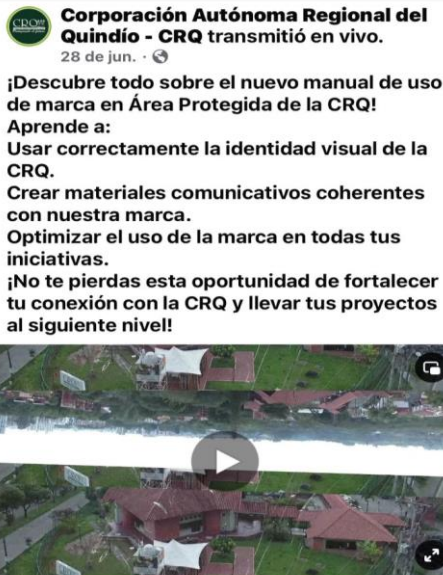 CRQ
Corporación Autónoma Regional del
Quindío - CRQ transmitió en vivo.
28 de jun. ·
¡Descubre todo sobre el nuevo manual de uso
de marca en Área Protegida de la CRQ!
Aprende a:
Usar correctamente la identidad visual de la
CRQ.
Crear materiales comunicativos coherentes
con nuestra marca.
Optimizar el uso de la marca en todas tus
iniciativas.
¡No te pierdas esta oportunidad de fortalecer
tu conexión con la CRQ y llevar tus proyectos
al siguiente nivel!